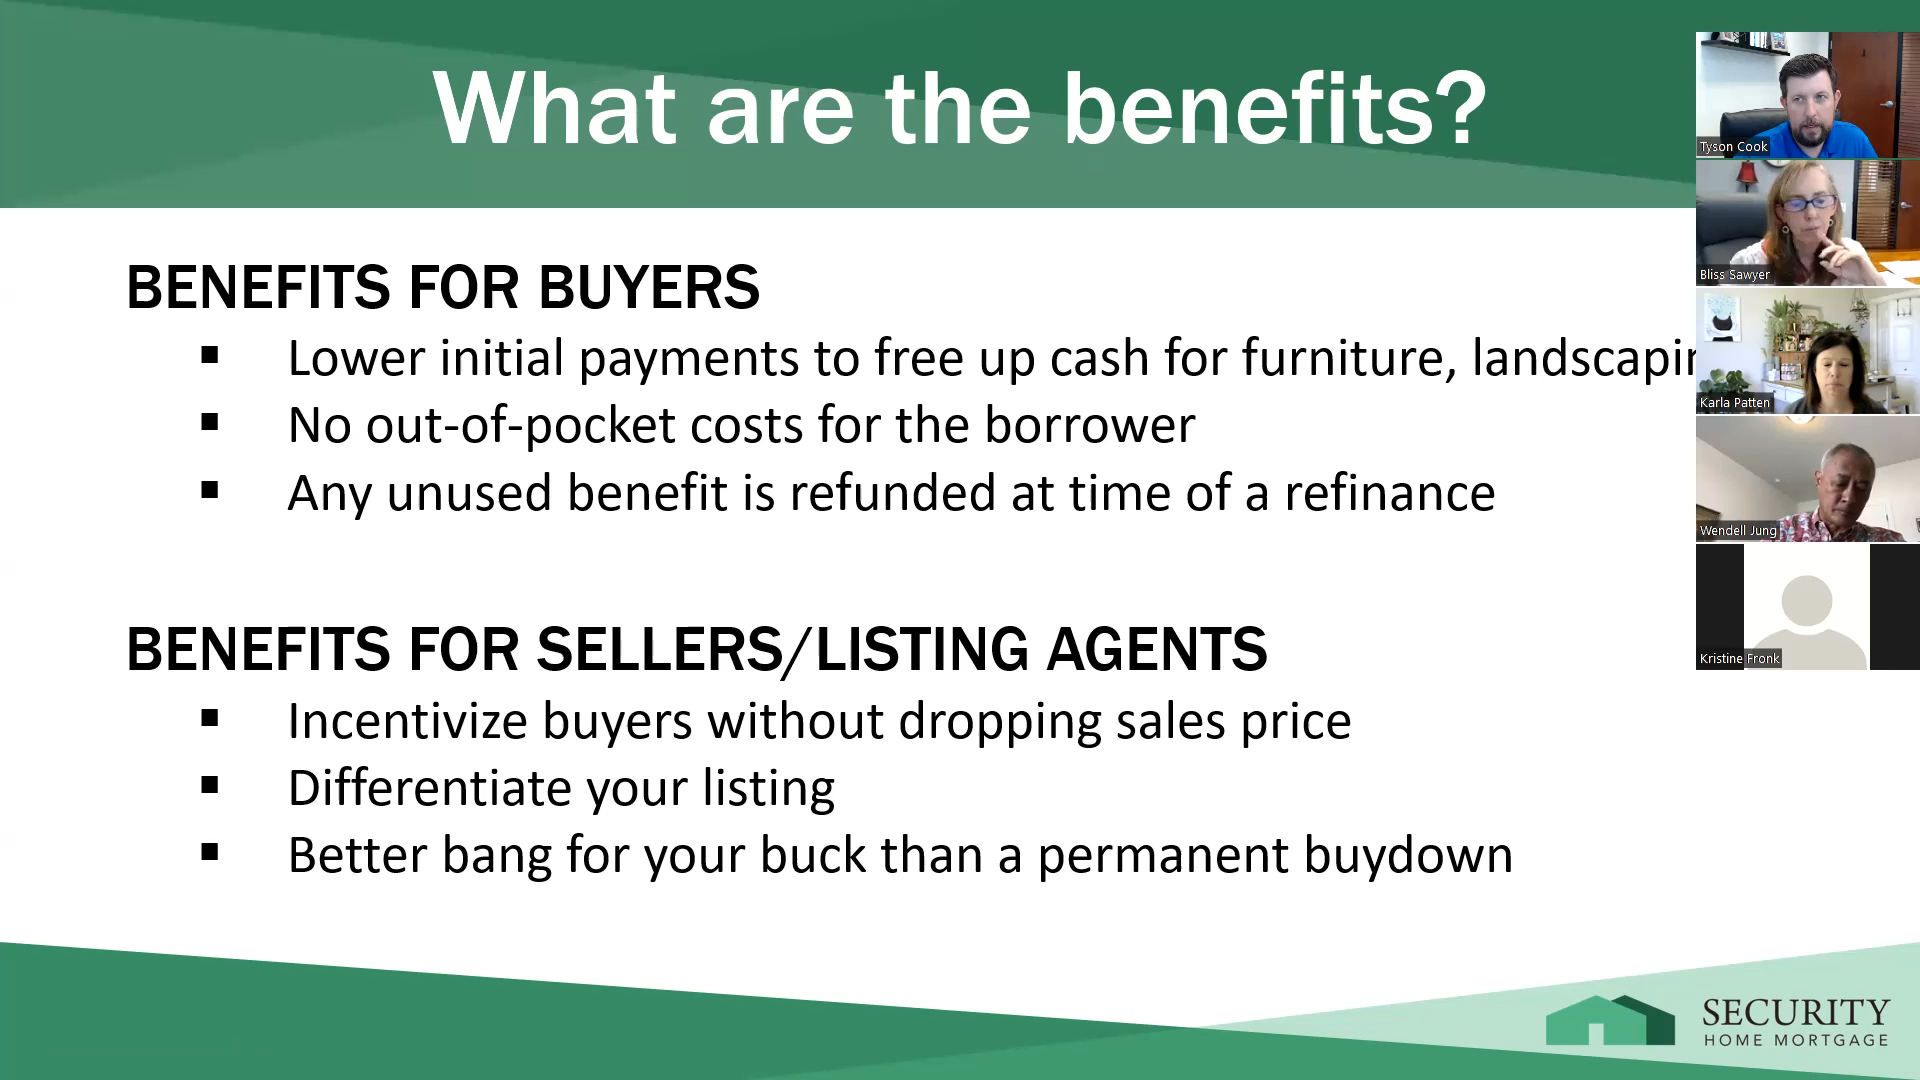 What are the benefits?
BENEFITS FOR BUYERS
▪ Lower initial payments to free up cash for furniture, landscapin
▪ No out-of-pocket costs for the borrower
▪ Any unused benefit is refunded at time of a refinance
BENEFITS FOR SELLERS/LISTING AGENTS
▪ Incentivize buyers without dropping sales price
▪ Differentiate your listing
▪ Better bang for your buck than a permanent buydown
SECURITY
HOME MORTGAGE
Tyson Cook
Bliss Sawyer
Karla Patten
Wendell Jung
Kristine Fronk